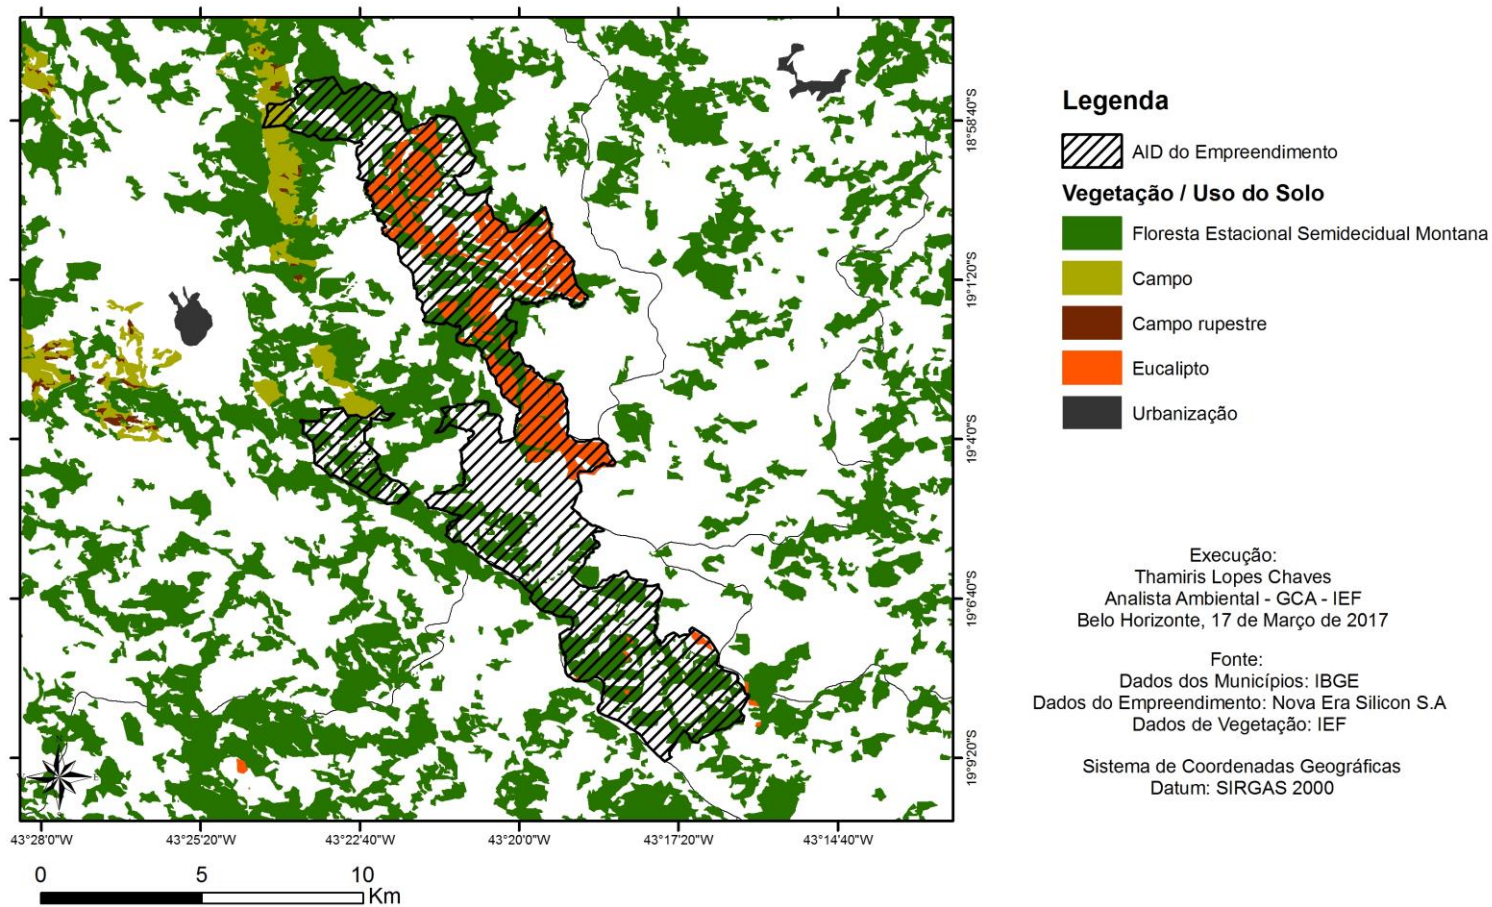 Legenda
AID do Empreendimento
Vegetação / Uso do Solo
Floresta Estacional Semidecidual Montana
Campo
Campo rupestre
Eucalipto
Urbanização
Execução:
Thamiris Lopes Chaves
Analista Ambiental - GCA - IEF
Belo Horizonte, 17 de Março de 2017
Fonte:
Dados dos Municípios: IBGE
Dados do Empreendimento: Nova Era Silicon S.A
Dados de Vegetação: IEF
Sistema de Coordenadas Geográficas
Datum: SIRGAS 2000
18°58'40"S
19°1'20"S
19°4'0"S
19°6'40"S
19°9'20"S
43°28'0"W
43°25'20"W
43°22'40"W
43°20'0"W
43°17'20"W
43°14'40"W
0
5
10
Km